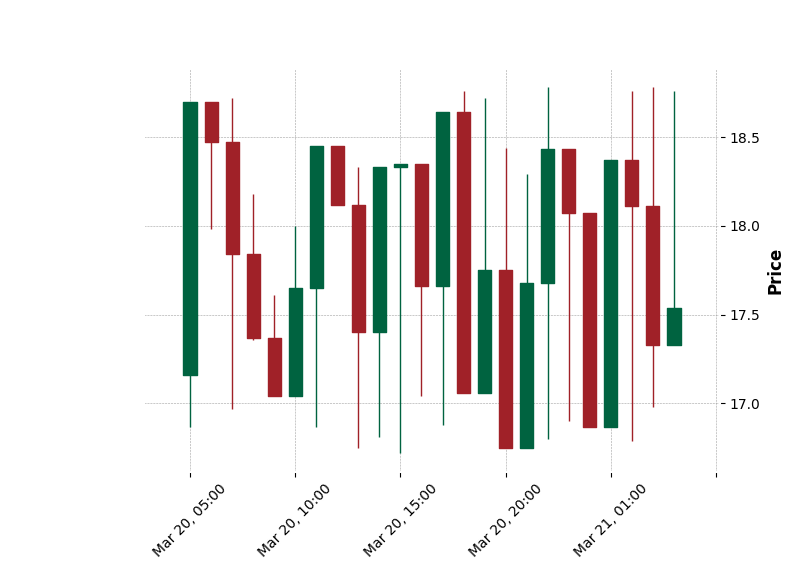 18.5
18.0
17.5
17.0
Price
Mar 20, 05:00
Mar 20, 10:00
Mar 20, 15:00
Mar 20, 20:00
Mar 21, 01:00